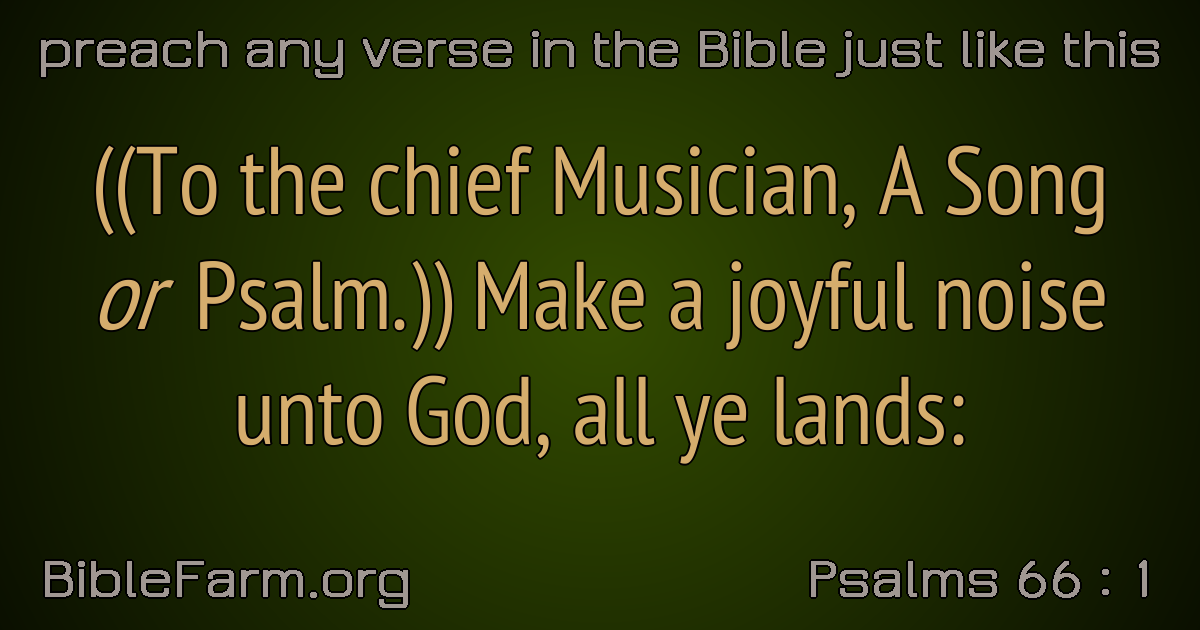 preach any verse in the Bible just like this
((To the chief Musician, A Song
or Psalm.)) Make a joyful noise
unto God, all ye lands:
BibleFarm.org
Psalms 66 : 1